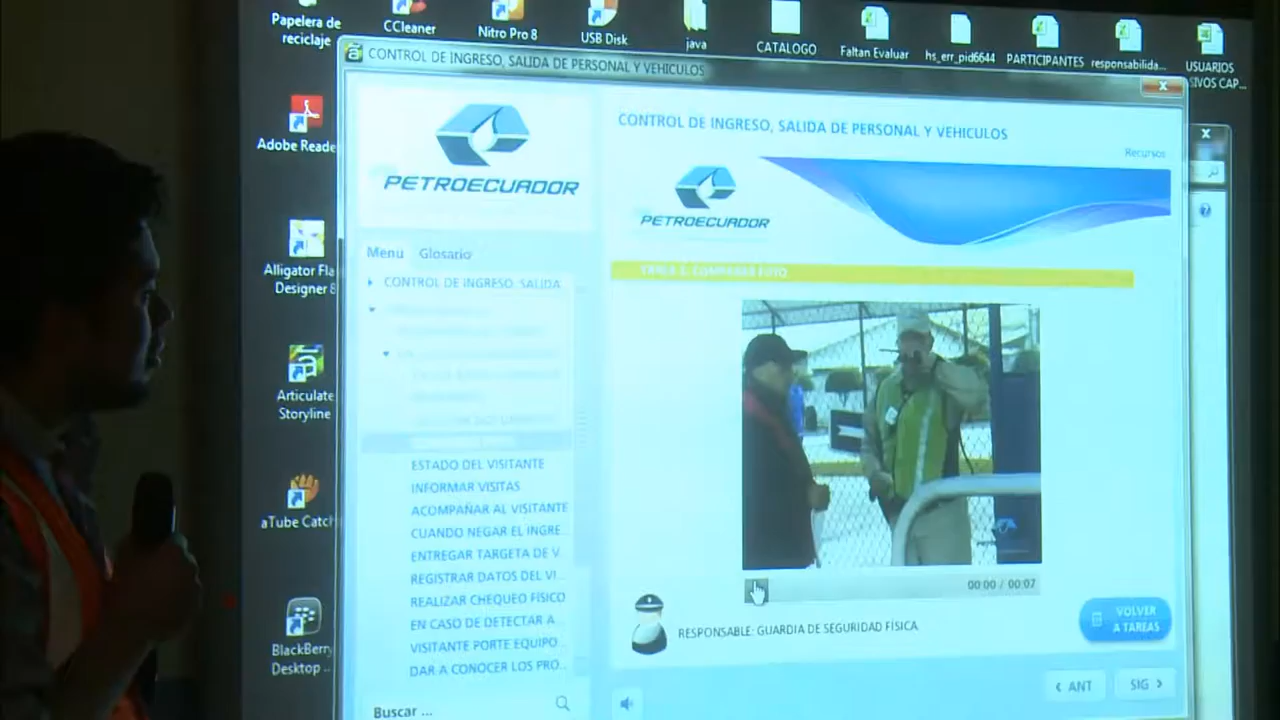 Papelera de
reciclaje
CCleaner
Nitro Pro 8
USB Disk
java
CATALOGO
Faltan Evaluar
hs_err_pid6644
PARTICIPANTES
responsabilida...
USUARIOS
SIVOS CAP...
Adobe Reade
Alligator Fla
Designer 8
Articulate
Storyline
aTube Catch
BlackBerry
Desktop ...
CONTROL DE INGRESO, SALIDA DE PERSONAL Y VEHICULOS
PETROECUADOR
Menu
Glosario
CONTROL DE INGRESO, SALIDA
ESTADO DEL VISITANTE
INFORMAR VISITAS
ACOMPAÑAR AL VISITANTE
CUANDO NEGAR EL INGRE...
ENTREGAR TARGETA DE V...
REGISTRAR DATOS DEL VI...
REALIZAR CHEQUEO FÍSICO
EN CASO DE DETECTAR A...
VISITANTE PORTE EQUIPO...
DAR A CONOCER LOS PRO...
Buscar ...
CONTROL DE INGRESO, SALIDA DE PERSONAL Y VEHICULOS
Recursos
PETROECUADOR
00:00 / 00:07
RESPONSABLE: GUARDIA DE SEGURIDAD FÍSICA
VOLVER
A TAREAS
ANT
SIG